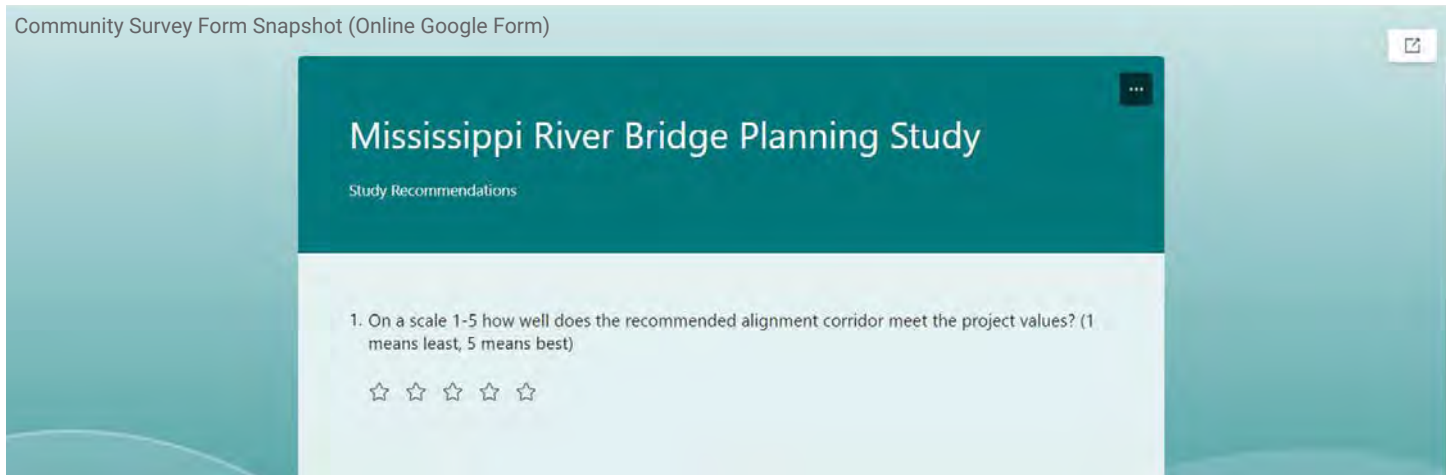 Community Survey Form Snapshot (Online Google Form)
...
Mississippi River Bridge Planning Study
Study Recommendations
1. On a scale 1-5 how well does the recommended alignment corridor meet the project values? (1
means least, 5 means best)